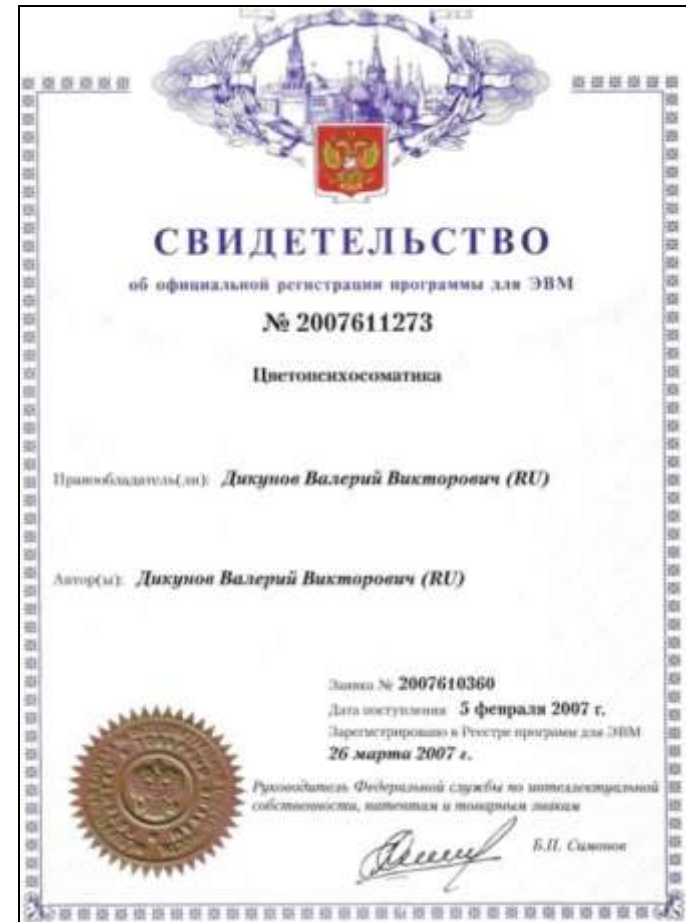 СВИДЕТЕЛЬСТВО
об официальной регистрации программы для ЭВМ
№ 2007611273
Цветопсихосоматика
Правообладатель(ли): Дикунов Валерий Викторович (RU)
Автор(ы): Дикунов Валерий Викторович (RU)
Заявка № 2007610360
Дата поступления 5 февраля 2007 г.
Зарегистрировано в Реестре программ для ЭВМ
26 марта 2007 г.
Руководитель Федеральной службы по интеллектуальной
собственности, патентам и товарным знакам
Б.П. Симонов